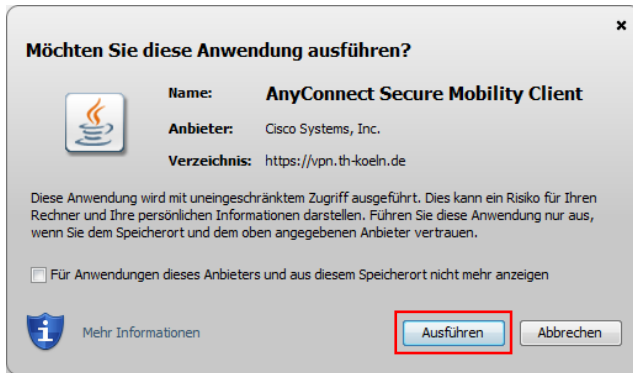 Möchten Sie diese Anwendung ausführen?
Name: AnyConnect Secure Mobility Client
Anbieter: Cisco Systems, Inc.
Verzeichnis: https://vpn.th-koeln.de
Diese Anwendung wird mit uneingeschränktem Zugriff ausgeführt. Dies kann ein Risiko für Ihren
Rechner und Ihre persönlichen Informationen darstellen. Führen Sie diese Anwendung nur aus,
wenn Sie dem Speicherort und dem oben angegebenen Anbieter vertrauen.
Für Anwendungen dieses Anbieters und aus diesem Speicherort nicht mehr anzeigen
Mehr Informationen
Ausführen
Abbrechen